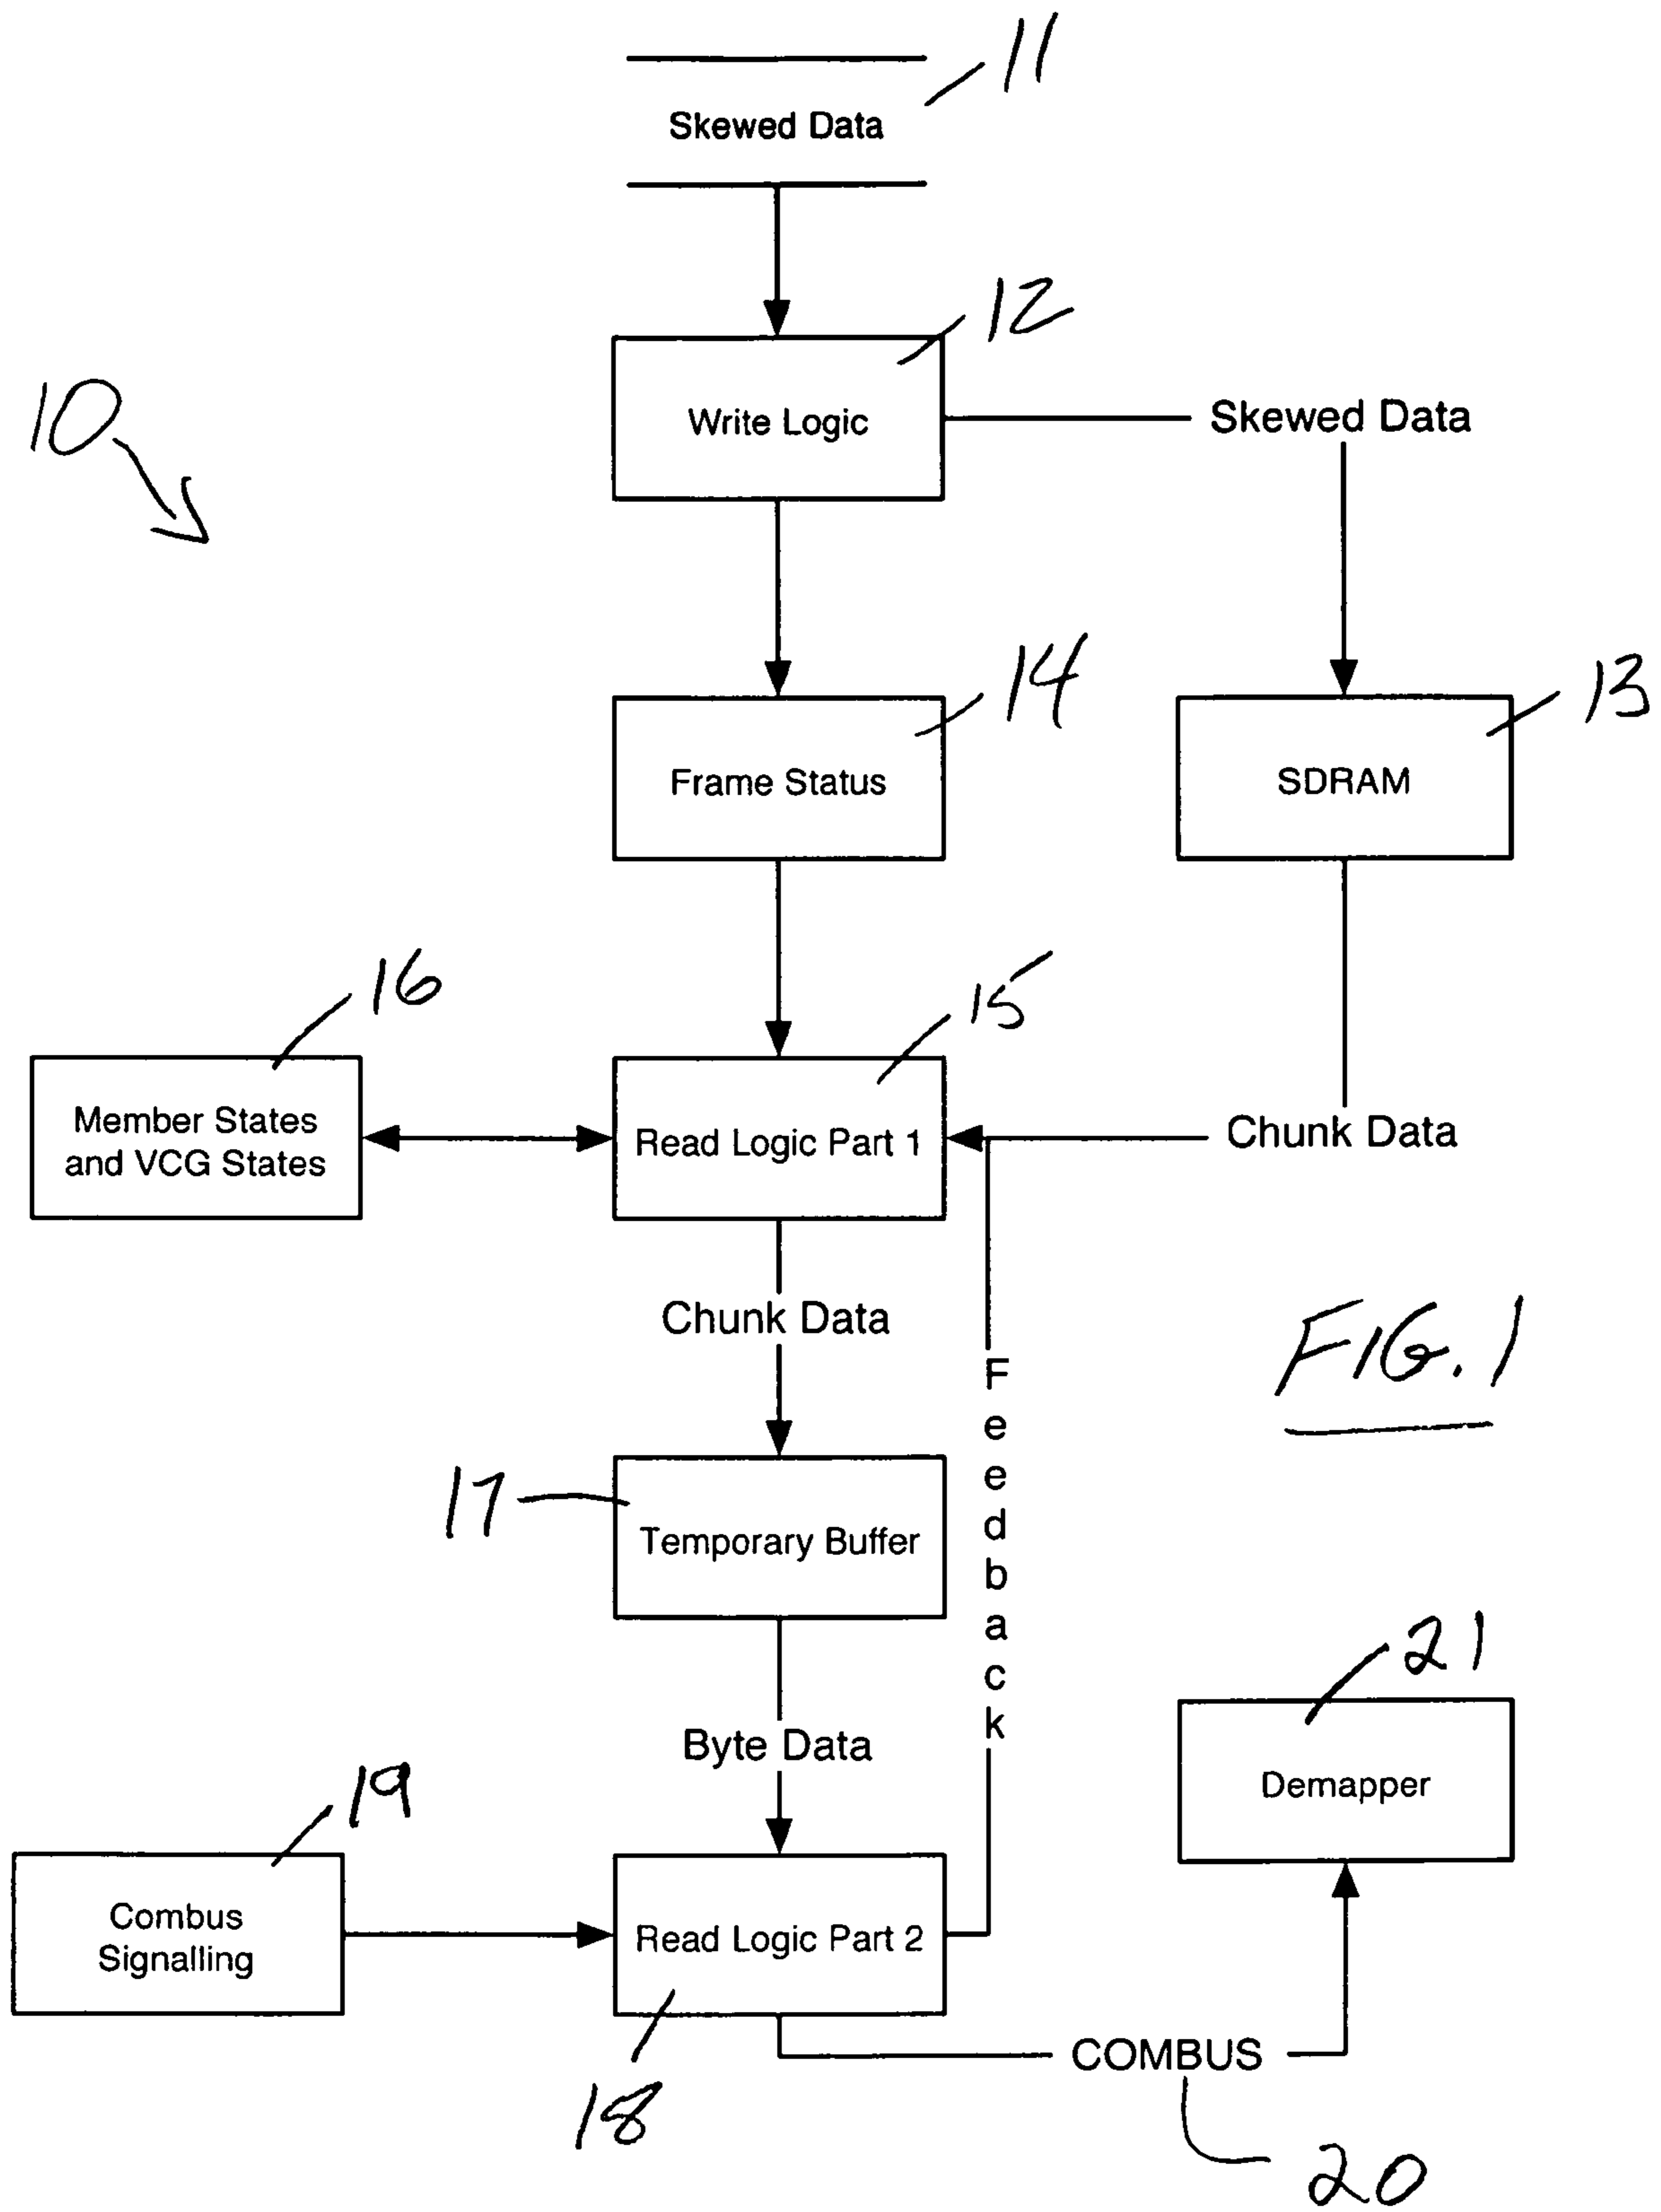 11
Skewed Data
12
10
Write Logic
Skewed Data
14
13
Frame Status
SDRAM
16
15
Member States
and VCG States
Read Logic Part 1
Chunk Data
Chunk Data
FIG. 1
Feedback
17
Temporary Buffer
21
Byte Data
Demapper
19
Combus
Signalling
Read Logic Part 2
COMBUS
18
20